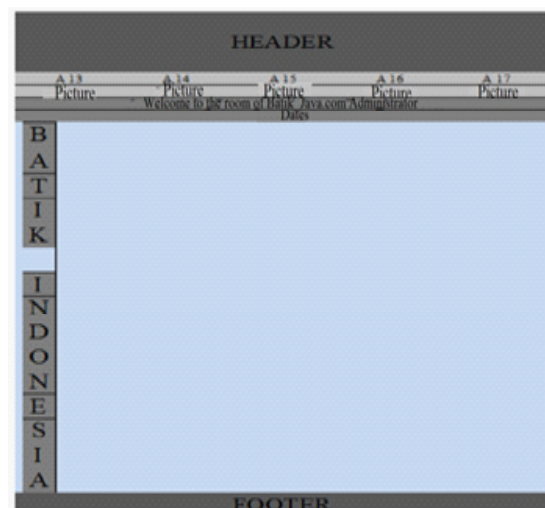 HEADER
A 13 A 14 A 15 A 16 A 17
Picture Picture Picture Picture Picture
Welcome to the room of Batik Java.com Administrator
Dates
B
A
T
I
K
I
N
D
O
N
E
S
I
A
FOOTER